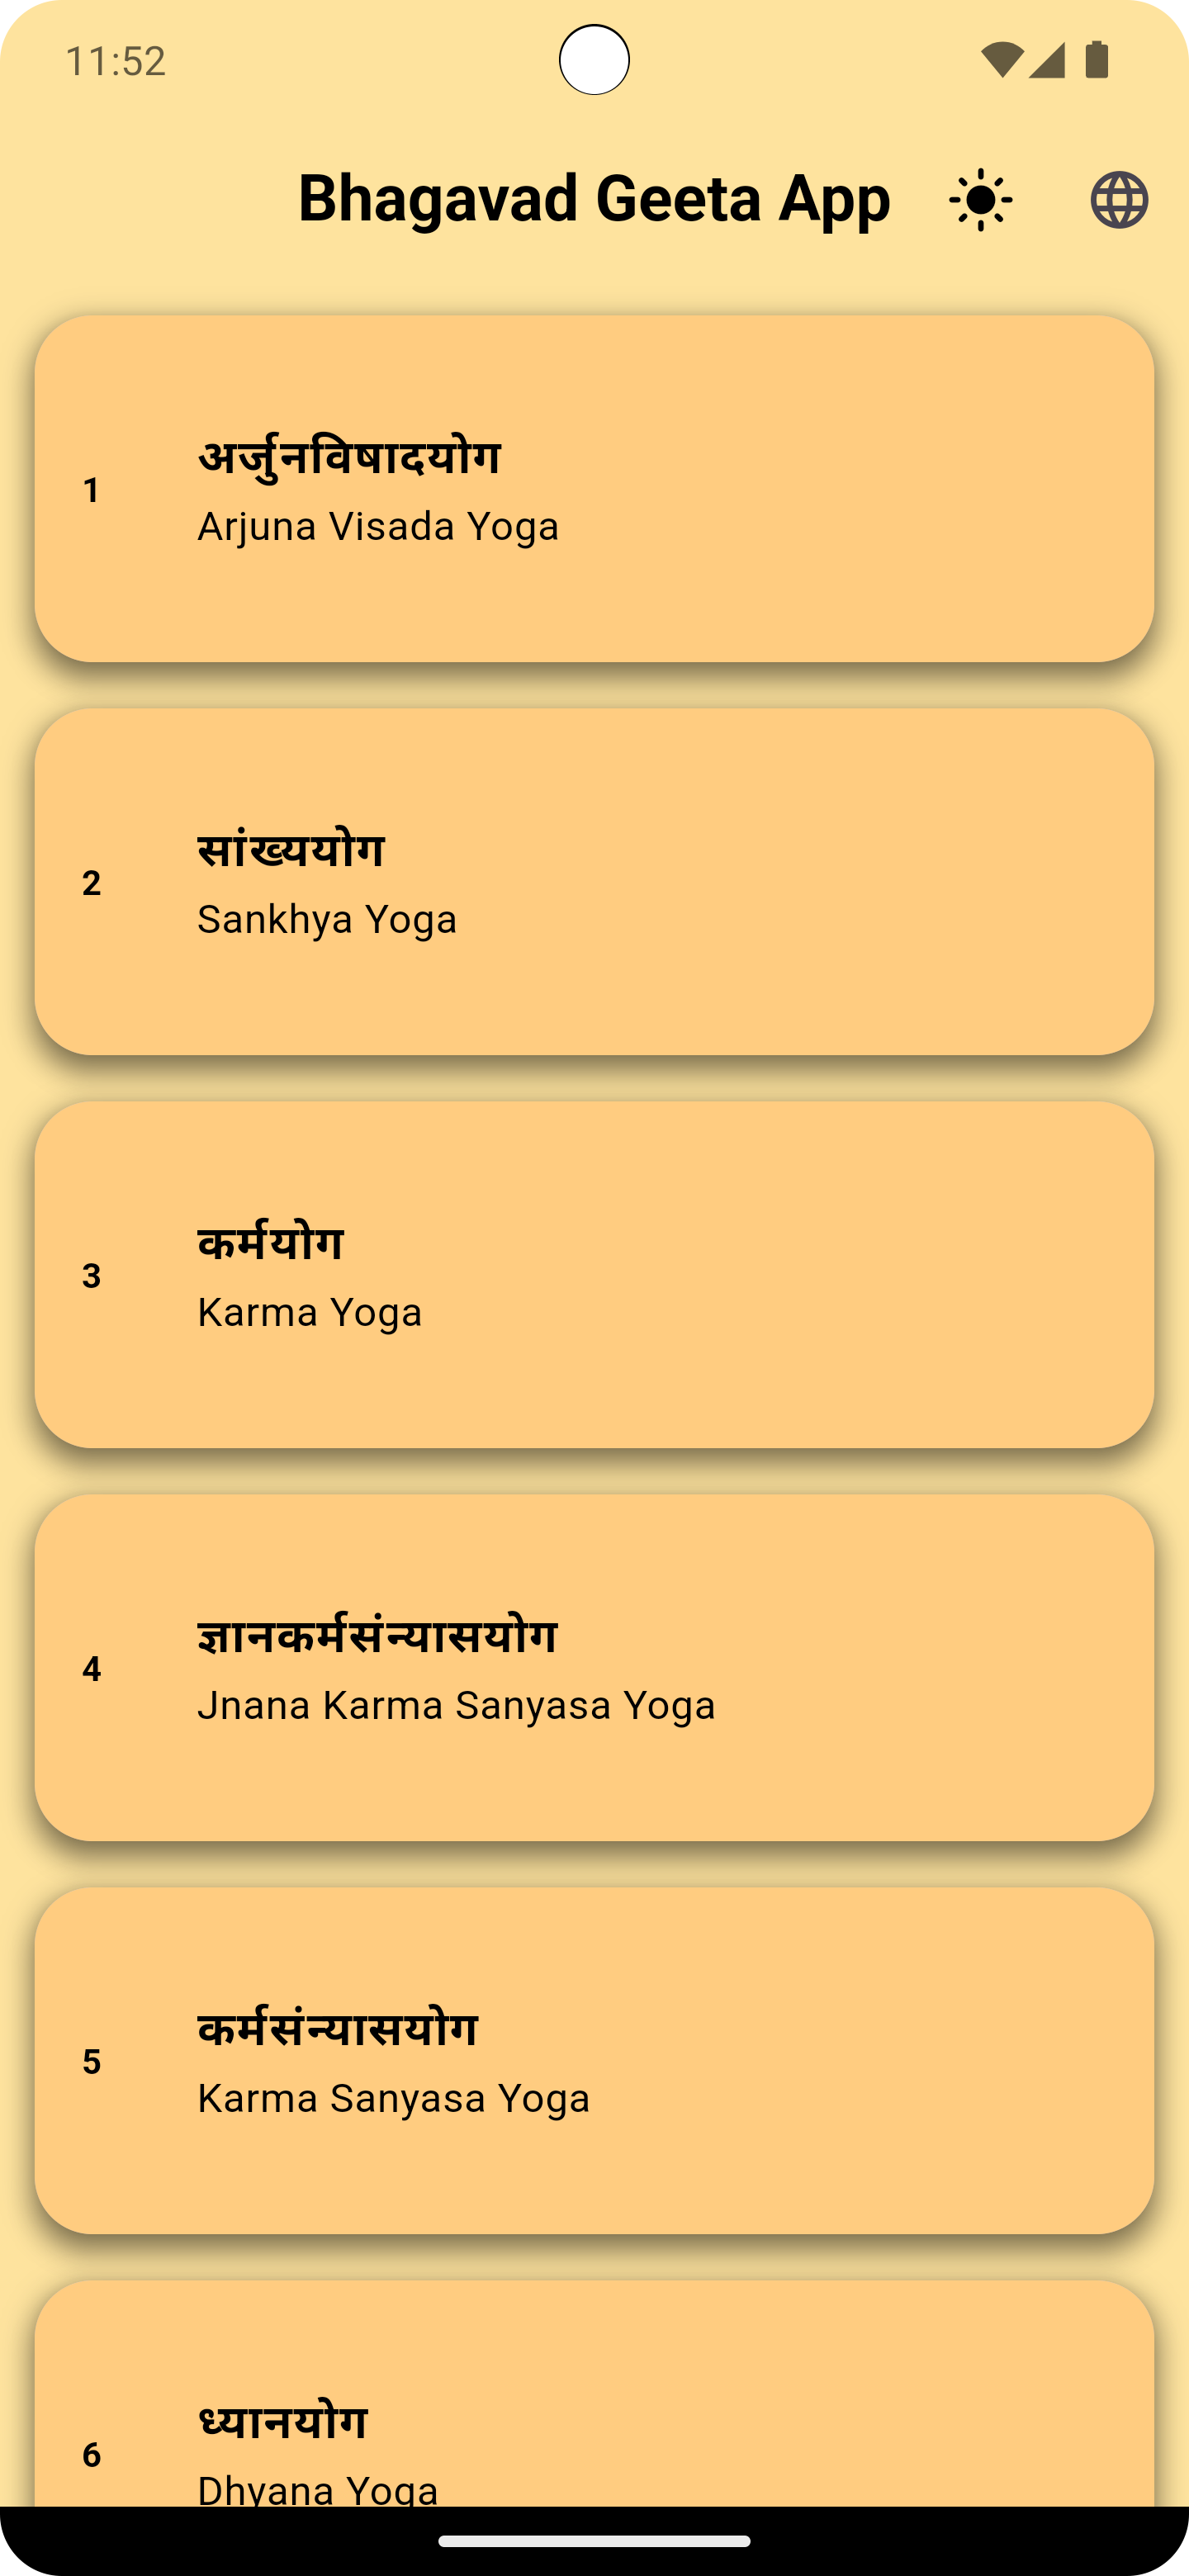 11:52
Bhagavad Geeta App
1
अर्जुनविषादयोग
Arjuna Visada Yoga
2
सांख्ययोग
Sankhya Yoga
3
कर्मयोग
Karma Yoga
4
ज्ञानकर्मसंन्यासयोग
Jnana Karma Sanyasa Yoga
5
कर्मसंन्यासयोग
Karma Sanyasa Yoga
6
ध्यानयोग
Dhyana Yoga